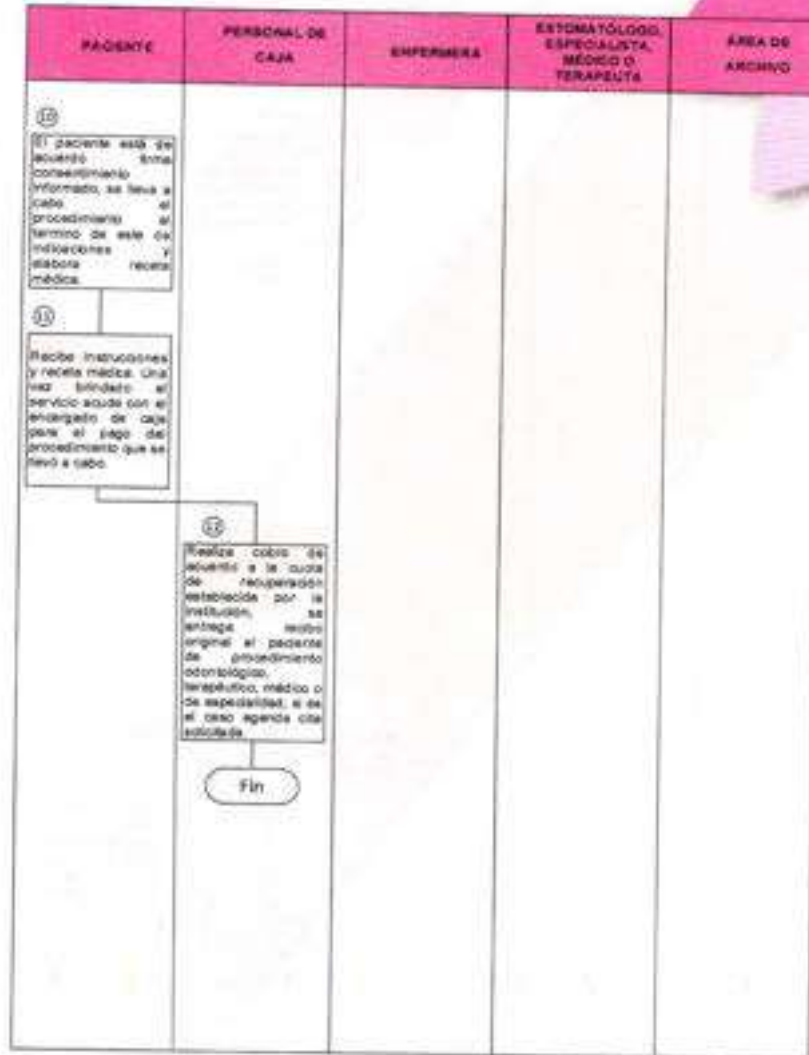 PACIENTE
PERSONAL DE
CAJA
ENFERMERA
ESTOMATÓLOGO,
ESPECIALISTA,
MÉDICO O
TERAPEUTA
ÁREA DE
ARCHIVO
10
El paciente está de
acuerdo firma
consentimiento
informado, se lleva a
cabo el
procedimiento al
termino de este da
indicaciones y
elabora receta
médica.
11
Recibe instrucciones
y receta médica. Una
vez brindado el
servicio acude con el
encargado de caja
para el pago del
procedimiento que se
llevó a cabo.
12
Realiza cobro de
acuerdo a la cuota
de recuperación
establecida por la
institución, se
entrega recibo
original al paciente
de procedimiento
odontológico,
terapéutico, médico o
de especialidad, si es
el caso agenda cita
solicitada.
Fin